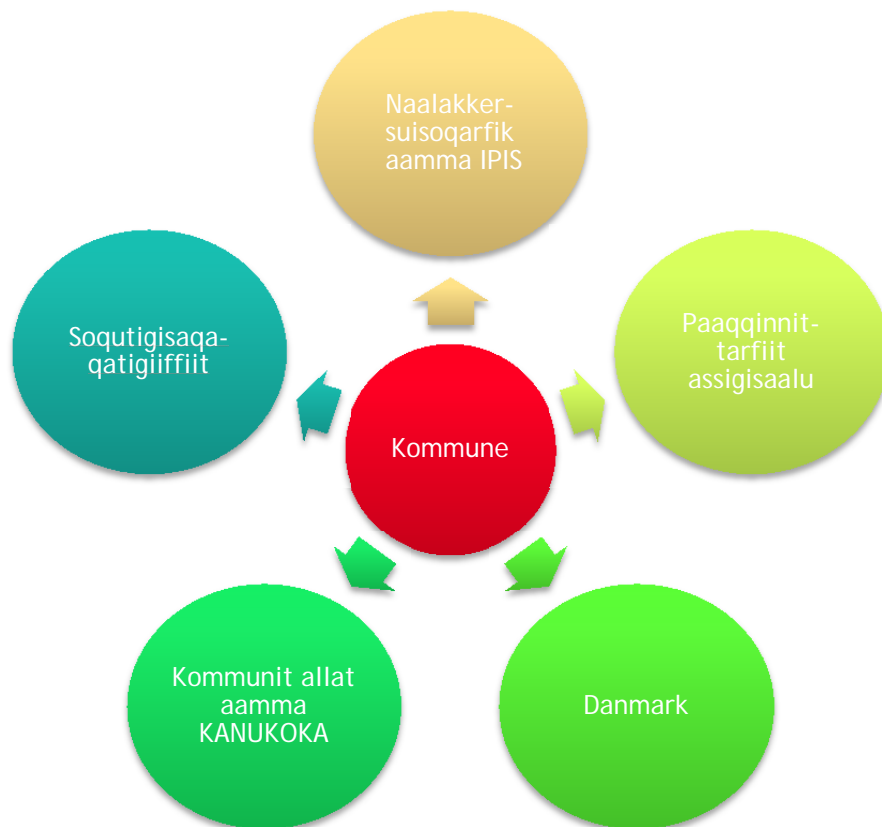 Naalakker-
suisoqarfik
aamma IPIS
Soqutigisaqa-
qatigiiffiit
Paaqqinnit-
tarfiit
assigisaalu
Kommune
Kommunit allat
aamma
KANUKOKA
Danmark